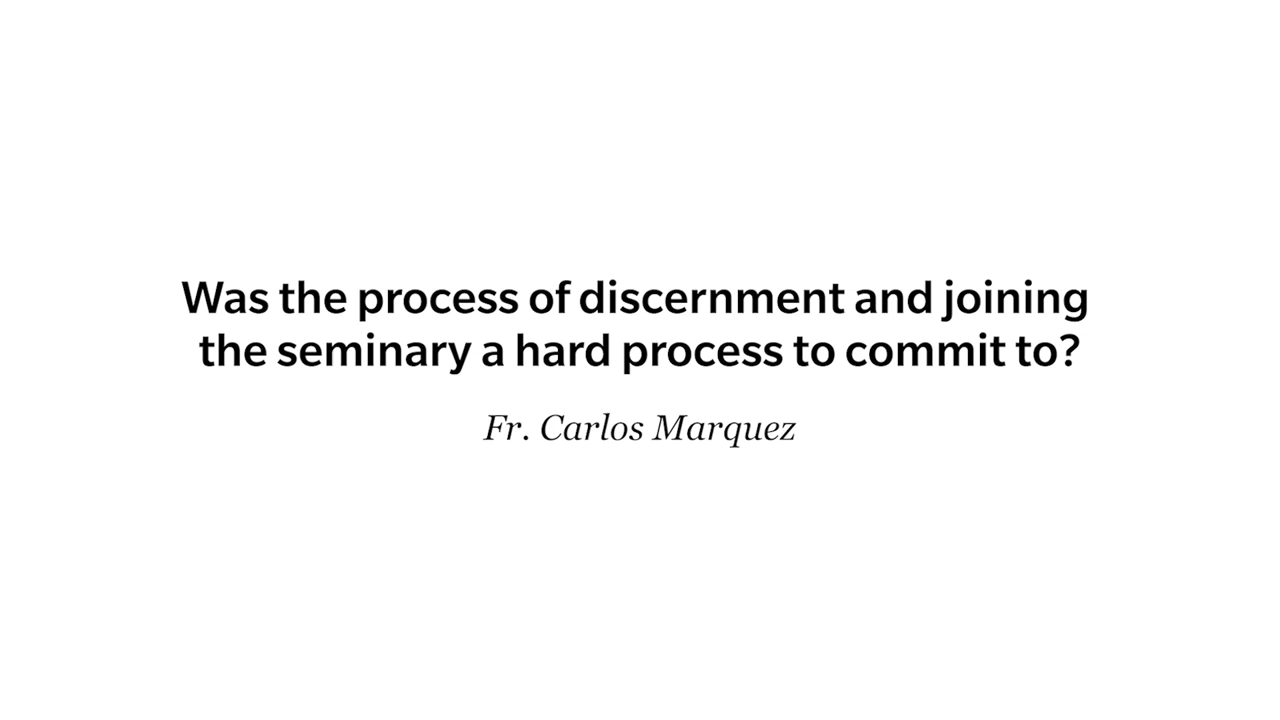 Was the process of discernment and joining
the seminary a hard process to commit to?
Fr. Carlos Marquez